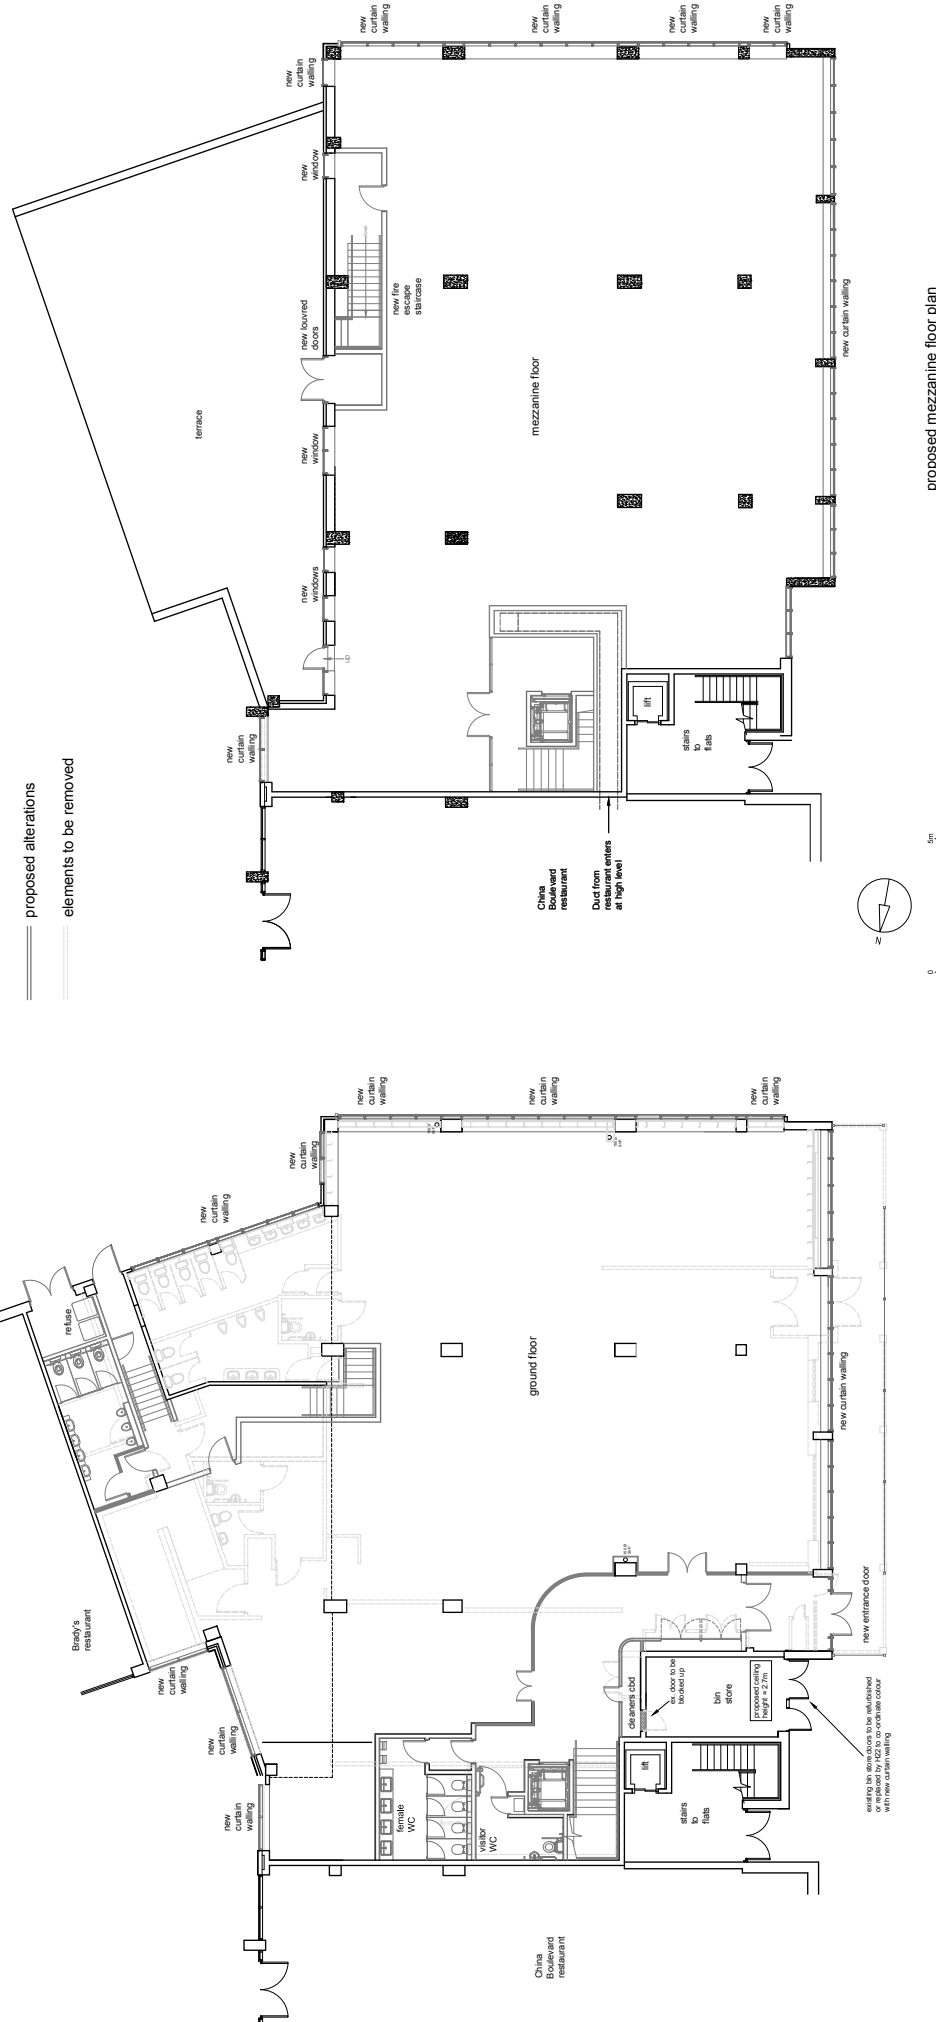 proposed alterations
elements to be removed
new
curtain
walling
terrace
new
windows
new
window
new louvred
doors
new
window
new
curtain
walling
up
new fire
escape
staircase
new
curtain
walling
mezzanine floor
new
curtain
walling
new
curtain
walling
new
curtain
walling
China
Boulevard
restaurant
Duct from
restaurant enters
at high level
lift
stairs
to
flats
new curtain walling
N
0
5m
proposed mezzanine floor plan
Brady's
restaurant
refuse
new
curtain
walling
new
curtain
walling
new
curtain
walling
new
curtain
walling
new
curtain
walling
new
curtain
walling
female
WC
visitor
WC
ground floor
new
curtain
walling
China
Boulevard
restaurant
cleaners cbd
ex. door to be
blocked up
lift
stairs
to
flats
bin
store
proposed ceiling
height = 2.7m
new curtain walling
new
curtain
walling
new entrance door
existing bin store doors to be refurbished
or replaced by H22 to co-ordinate colour
with new curtain walling